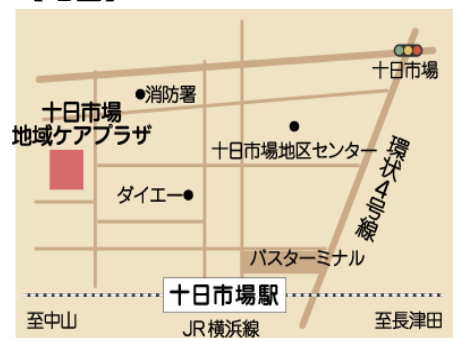 十日市場
●消防署
十日市場
地域ケアプラザ
十日市場地区センター
環状4号線
ダイエー●
バスターミナル
十日市場駅
至中山
JR横浜線
至長津田